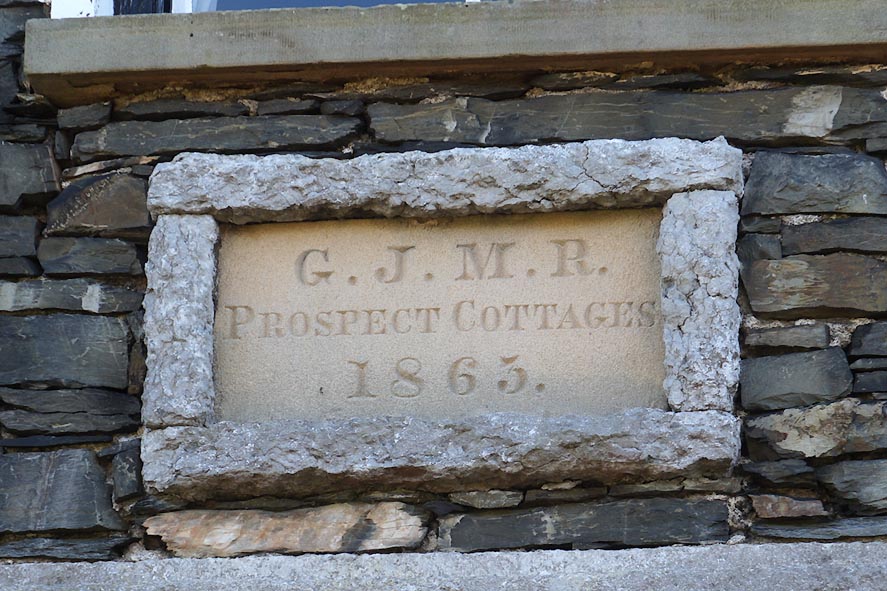 G. J. M. R.
PROSPECT COTTAGES
1863.